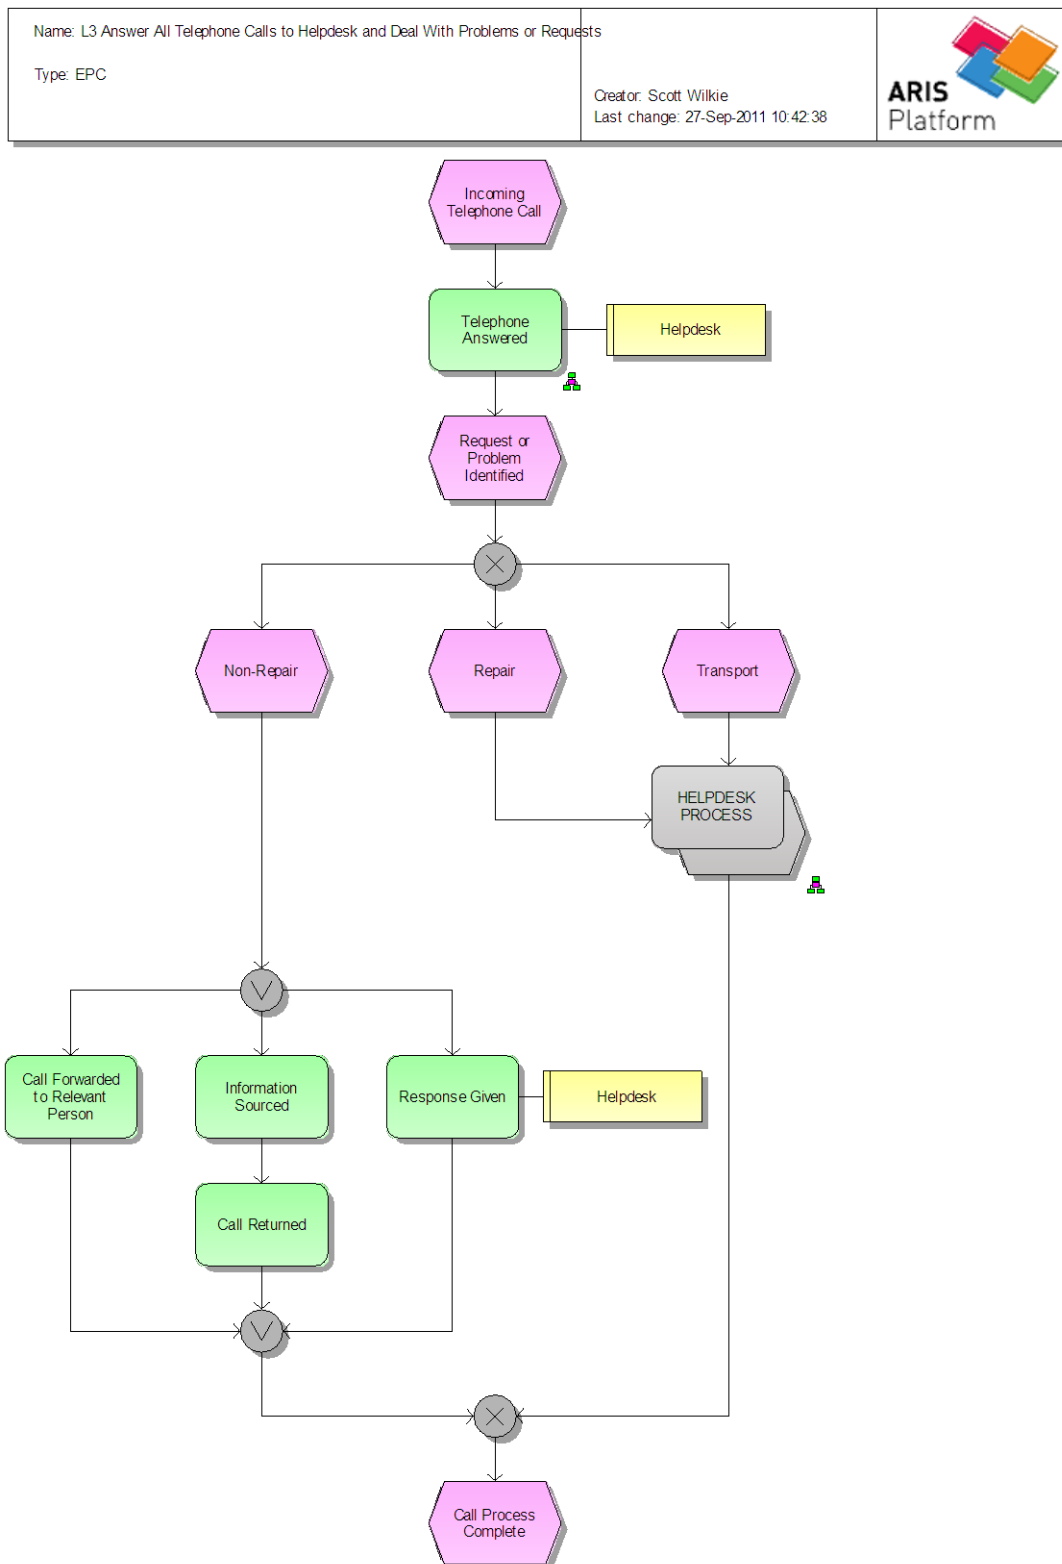 Name: L3 Answer All Telephone Calls to Helpdesk and Deal With Problems or Requests
Type: EPC
Creator: Scott Wilkie
Last change: 27-Sep-2011 10:42:38
ARIS
Platform
Incoming
Telephone Call
Telephone
Answered
Helpdesk
Request or
Problem
Identified
Non-Repair
Repair
Transport
HELPDESK
PROCESS
Call Forwarded
to Relevant
Person
Information
Sourced
Response Given
Helpdesk
Call Returned
Call Process
Complete